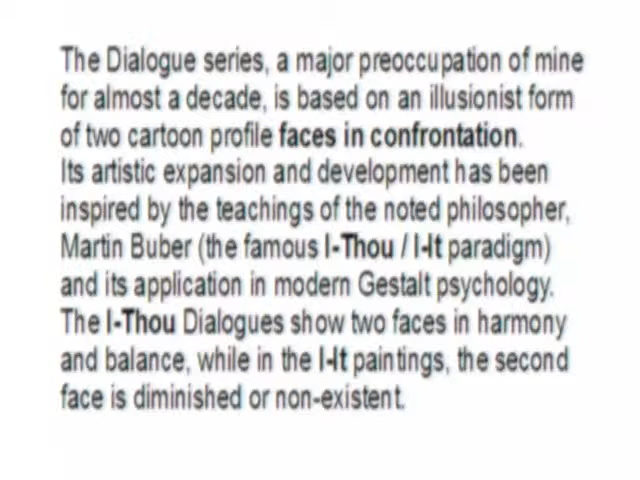 The Dialogue series, a major preoccupation of mine
for almost a decade, is based on an illusionist form
of two cartoon profile faces in confrontation.
Its artistic expansion and development has been
inspired by the teachings of the noted philosopher,
Martin Buber (the famous I-Thou / I-It paradigm)
and its application in modern Gestalt psychology.
The I-Thou Dialogues show two faces in harmony
and balance, while in the I-It paintings, the second
face is diminished or non-existent.